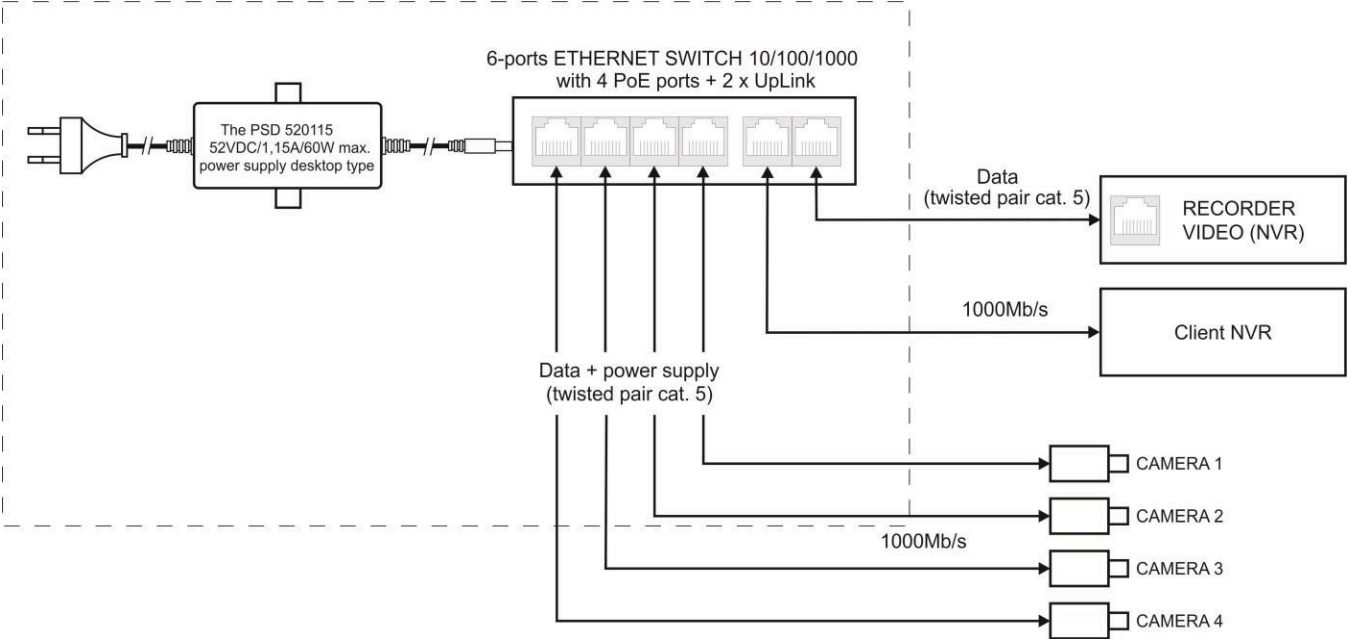 6-ports ETHERNET SWITCH 10/100/1000
with 4 PoE ports + 2 x UpLink
The PSD 520115
52VDC/1,15A/60W max.
power supply desktop type
Data
(twisted pair cat. 5)
RECORDER
VIDEO (NVR)
1000Mb/s
Client NVR
Data + power supply
(twisted pair cat. 5)
CAMERA 1
CAMERA 2
1000Mb/s
CAMERA 3
CAMERA 4